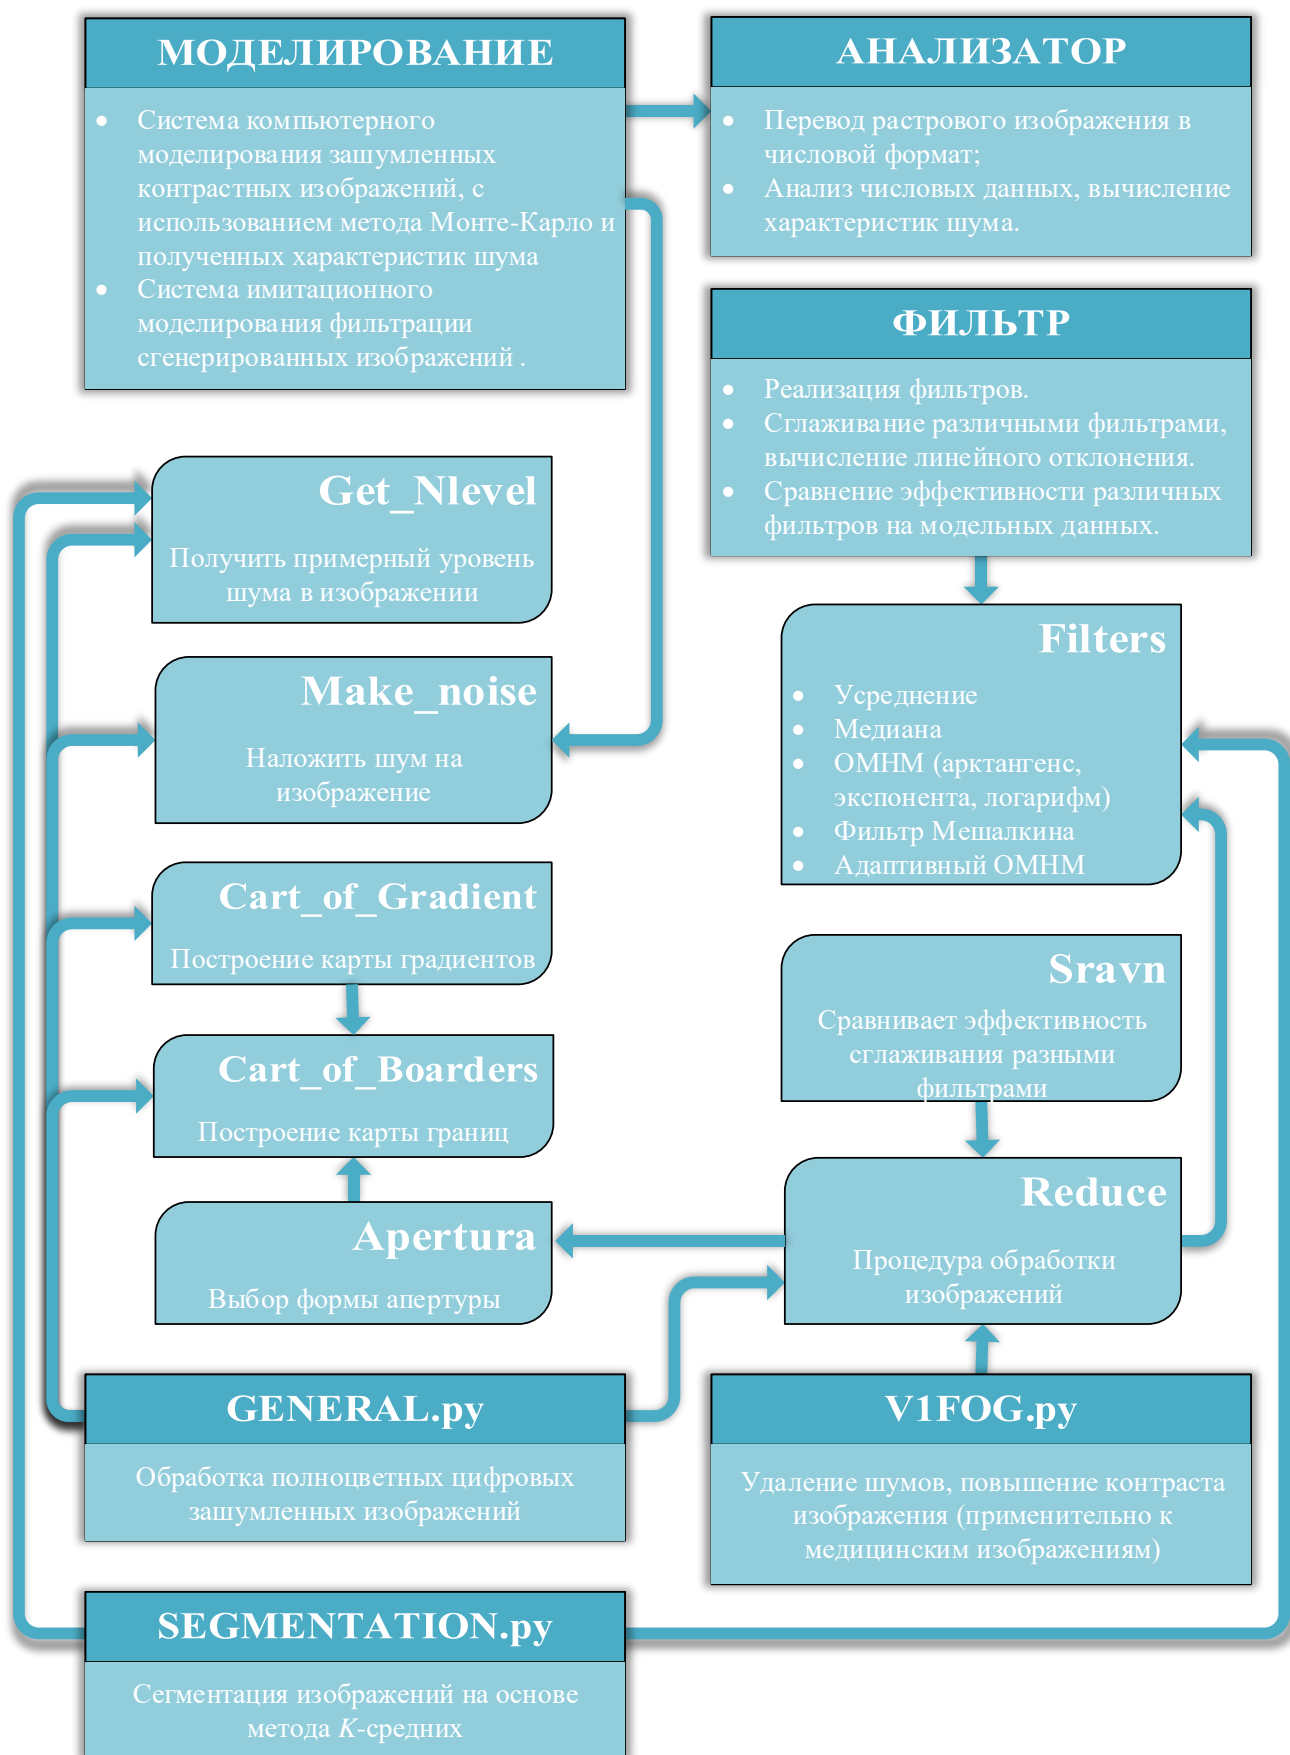 МОДЕЛИРОВАНИЕ
• Система компьютерного
моделирования зашумленных
контрастных изображений, с
использованием метода Монте-Карло и
полученных характеристик шума
• Система имитационного
моделирования фильтрации
сгенерированных изображений .
АНАЛИЗАТОР
• Перевод растрового изображения в
числовой формат;
• Анализ числовых данных, вычисление
характеристик шума.
ФИЛЬТР
• Реализация фильтров.
• Сглаживание различными фильтрами,
вычисление линейного отклонения.
• Сравнение эффективности различных
фильтров на модельных данных.
Get_Nlevel
Получить примерный уровень
шума в изображении
Make_noise
Наложить шум на
изображение
Filters
• Усреднение
• Медиана
• ОМНМ (арктангенс,
экспонента, логарифм)
• Фильтр Мешалкина
• Адаптивный ОМНМ
Cart_of_Gradient
Построение карты градиентов
Sravn
Сравнивает эффективность
сглаживания разными
фильтрами
Cart_of_Boarders
Построение карты границ
Reduce
Процедура обработки
изображений
Apertura
Выбор формы апертуры
GENERAL.py
Обработка полноцветных цифровых
зашумленных изображений
V1FOG.py
Удаление шумов, повышение контраста
изображения (применительно к
медицинским изображениям)
SEGMENTATION.py
Сегментация изображений на основе
метода K-средних